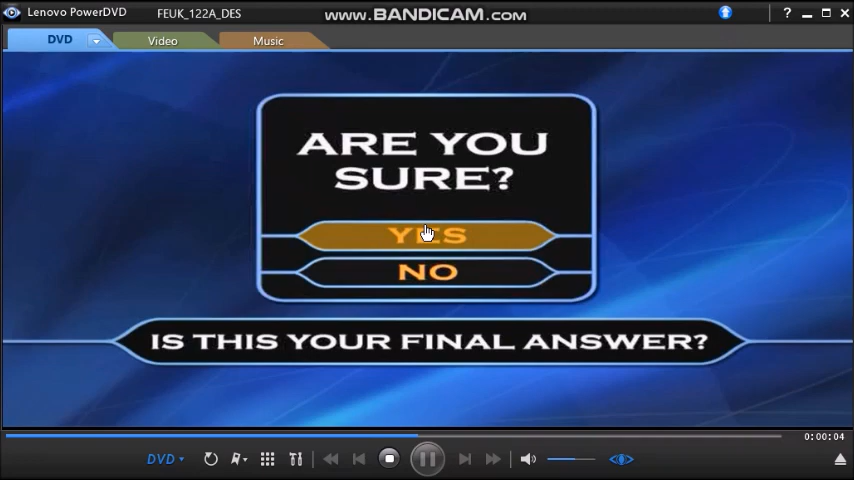 Lenovo PowerDVD
FEUK_122A_DES
www.BANDICAM.com
?
DVD
Video
Music
ARE YOU
SURE?
YES
NO
IS THIS YOUR FINAL ANSWER?
0:00:04
DVD